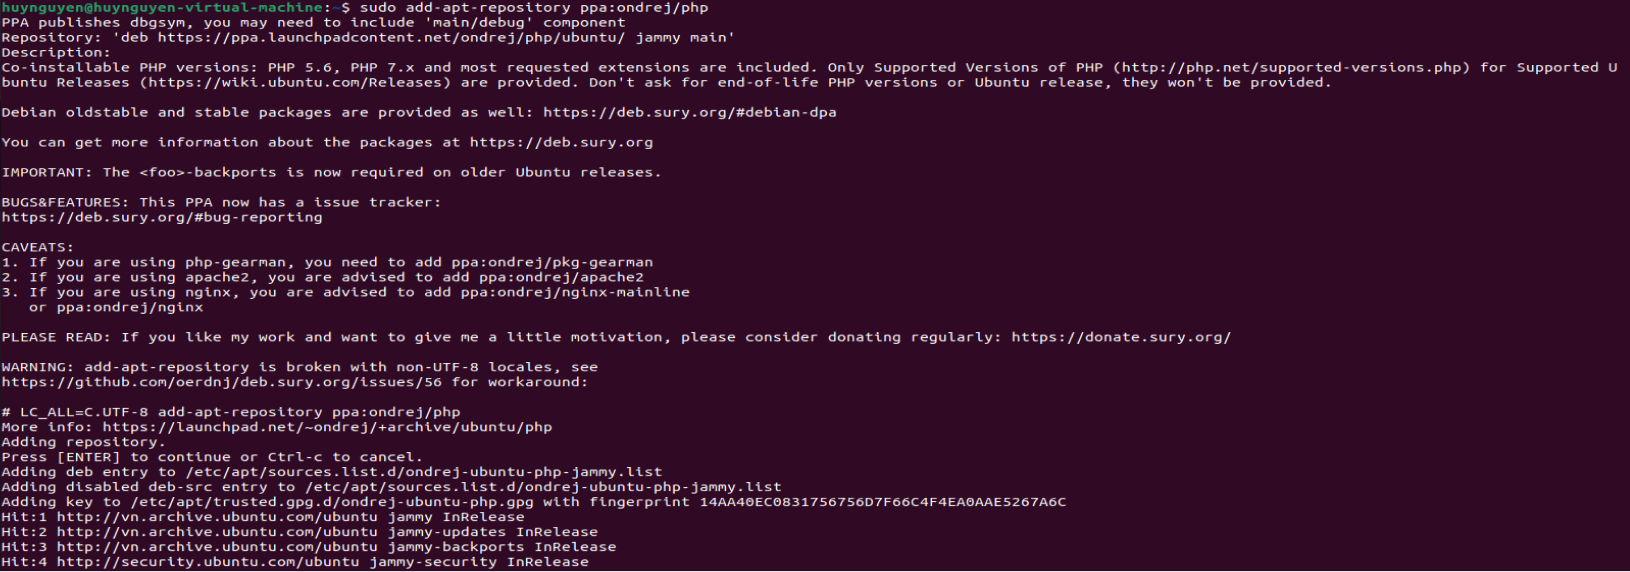 huynguyen@huynguyen-virtual-machine:~$ sudo add-apt-repository ppa:ondrej/php
PPA publishes dbgsym, you may need to include 'main/debug' component
Repository: 'deb https://ppa.launchpadcontent.net/ondrej/php/ubuntu/ jammy main'
Description:
Co-installable PHP versions: PHP 5.6, PHP 7.x and most requested extensions are included. Only Supported Versions of PHP (http://php.net/supported-versions.php) for Supported U
buntu Releases (https://wiki.ubuntu.com/Releases) are provided. Don't ask for end-of-life PHP versions or Ubuntu release, they won't be provided.
Debian oldstable and stable packages are provided as well: https://deb.sury.org/#debian-dpa
You can get more information about the packages at https://deb.sury.org
IMPORTANT: The <foo>-backports is now required on older Ubuntu releases.
BUGS&FEATURES: This PPA now has a issue tracker:
https://deb.sury.org/#bug-reporting
CAVEATS:
1. If you are using php-gearman, you need to add ppa:ondrej/pkg-gearman
2. If you are using apache2, you are advised to add ppa:ondrej/apache2
3. If you are using nginx, you are advised to add ppa:ondrej/nginx-mainline
or ppa:ondrej/nginx
PLEASE READ: If you like my work and want to give me a little motivation, please consider donating regularly: https://donate.sury.org/
WARNING: add-apt-repository is broken with non-UTF-8 locales, see
https://github.com/oerdnj/deb.sury.org/issues/56 for workaround:
# LC_ALL=C.UTF-8 add-apt-repository ppa:ondrej/php
More info: https://launchpad.net/~ondrej/+archive/ubuntu/php
Adding repository.
Press [ENTER] to continue or Ctrl-c to cancel.
Adding deb entry to /etc/apt/sources.list.d/ondrej-ubuntu-php-jammy.list
Adding disabled deb-src entry to /etc/apt/sources.list.d/ondrej-ubuntu-php-jammy.list
Adding key to /etc/apt/trusted.gpg.d/ondrej-ubuntu-php.gpg with fingerprint 14AA40EC0831756756D7F66C4F4EA0AAE5267A6C
Hit:1 http://vn.archive.ubuntu.com/ubuntu jammy InRelease
Hit:2 http://vn.archive.ubuntu.com/ubuntu jammy-updates InRelease
Hit:3 http://vn.archive.ubuntu.com/ubuntu jammy-backports InRelease
Hit:4 http://security.ubuntu.com/ubuntu jammy-security InRelease